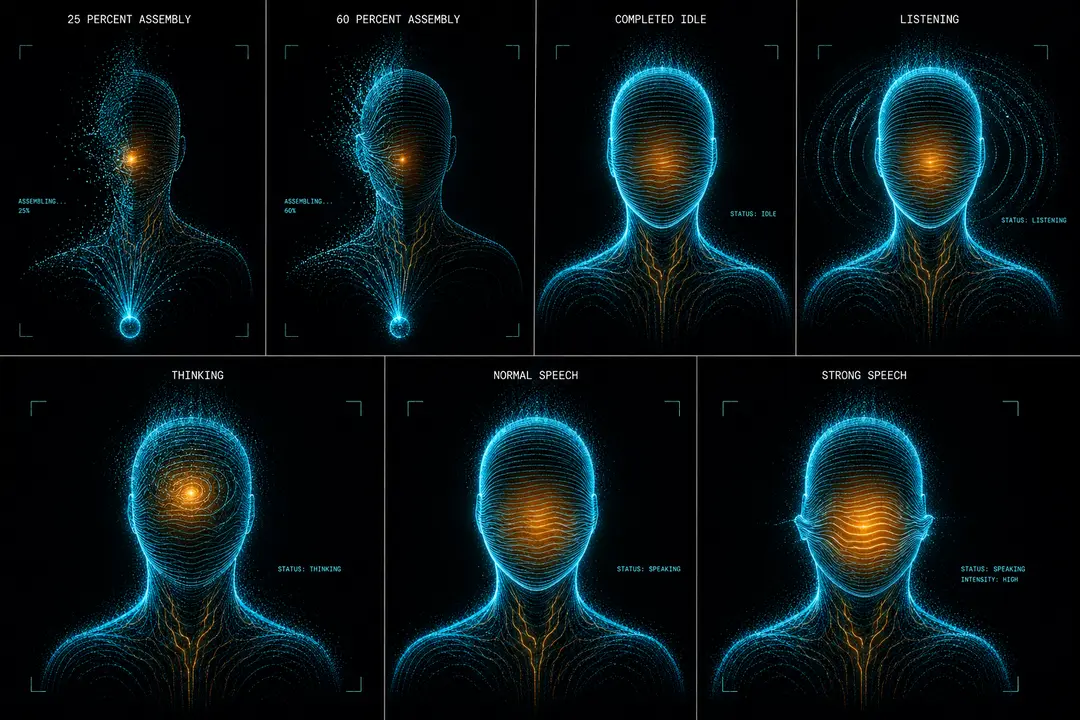 25 PERCENT ASSEMBLY
60 PERCENT ASSEMBLY
COMPLETED IDLE
LISTENING
ASSEMBLING...
25%
ASSEMBLING...
60%
STATUS: IDLE
STATUS: LISTENING
THINKING
NORMAL SPEECH
STRONG SPEECH
STATUS: THINKING
STATUS: SPEAKING
STATUS: SPEAKING
INTENSITY: HIGH